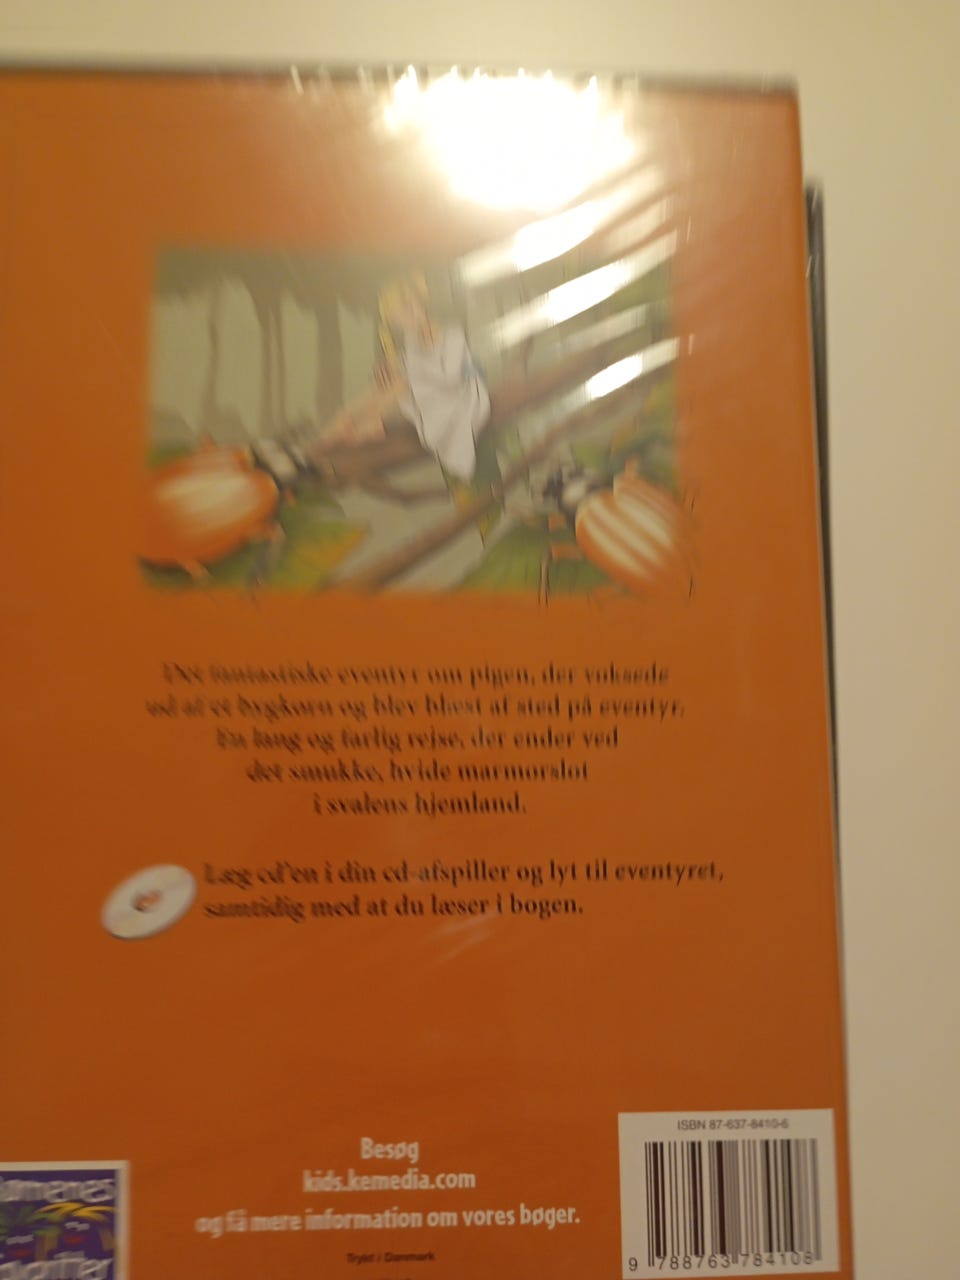 Det fantastiske eventyr om pigen, der voksede
ud af et bygkorn og blev blæst af sted på eventyr.
En lang og farlig rejse, der ender ved
det smukke, hvide marmorslot
i svalens hjemland.
Læg cd'en i din cd-afspiller og lyt til eventyret,
samtidig med at du læser i bogen.
Besøg
kids.kemedia.com
og få mere information om vores bøger.
Trykt i Danmark
ISBN 87-637-8410-6
9 788763 784108